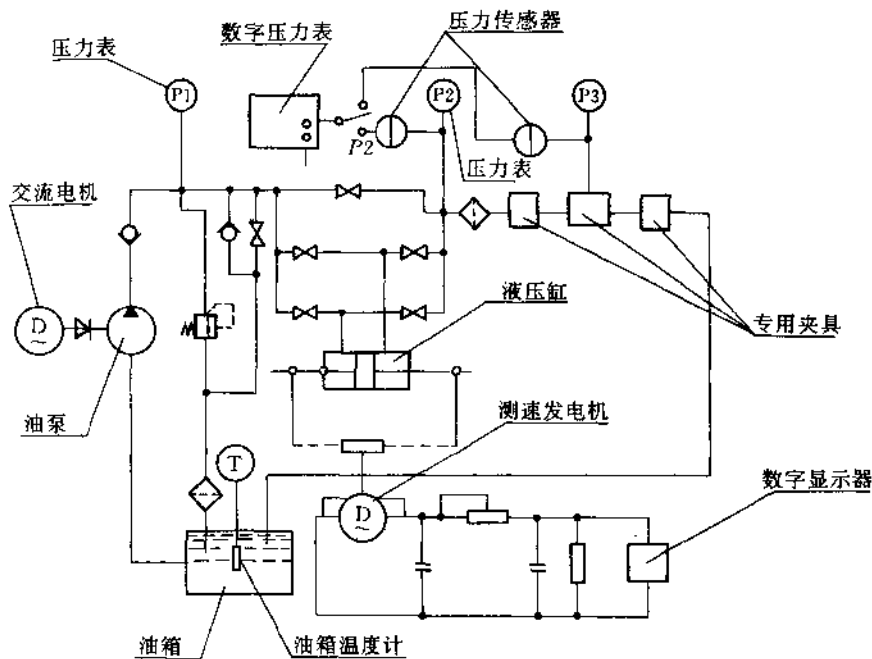 压力传感器
数字压力表
压力表
P1
P2
P3
P2
压力表
交流电机
D
~
液压缸
专用夹具
油泵
测速发电机
T
数字显示器
D
~
油箱
油箱温度计